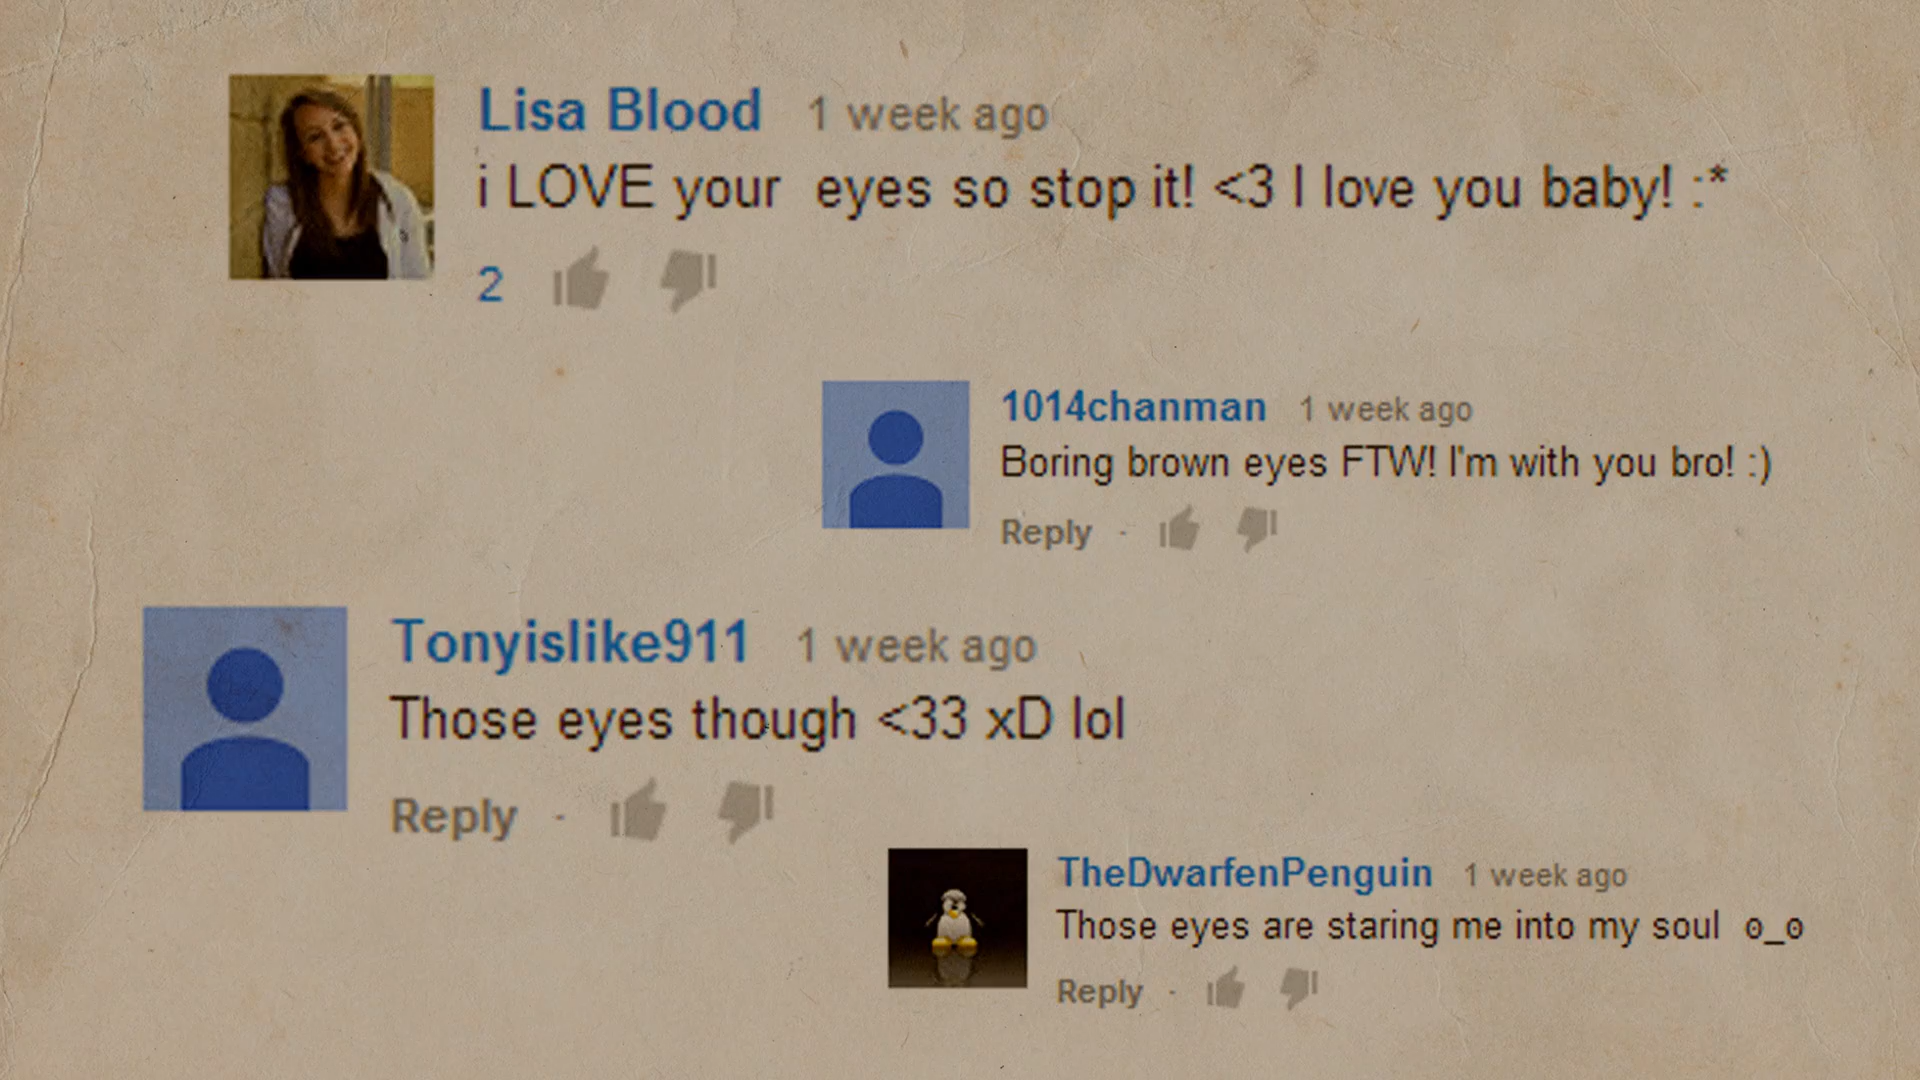 Lisa Blood 1 week ago
i LOVE your eyes so stop it! <3 I love you baby! :*
2
1014chanman 1 week ago
Boring brown eyes FTW! I'm with you bro! :)
Reply ·
Tonyislike911 1 week ago
Those eyes though <33 xD lol
Reply ·
TheDwarfenPenguin 1 week ago
Those eyes are staring me into my soul o_o
Reply ·